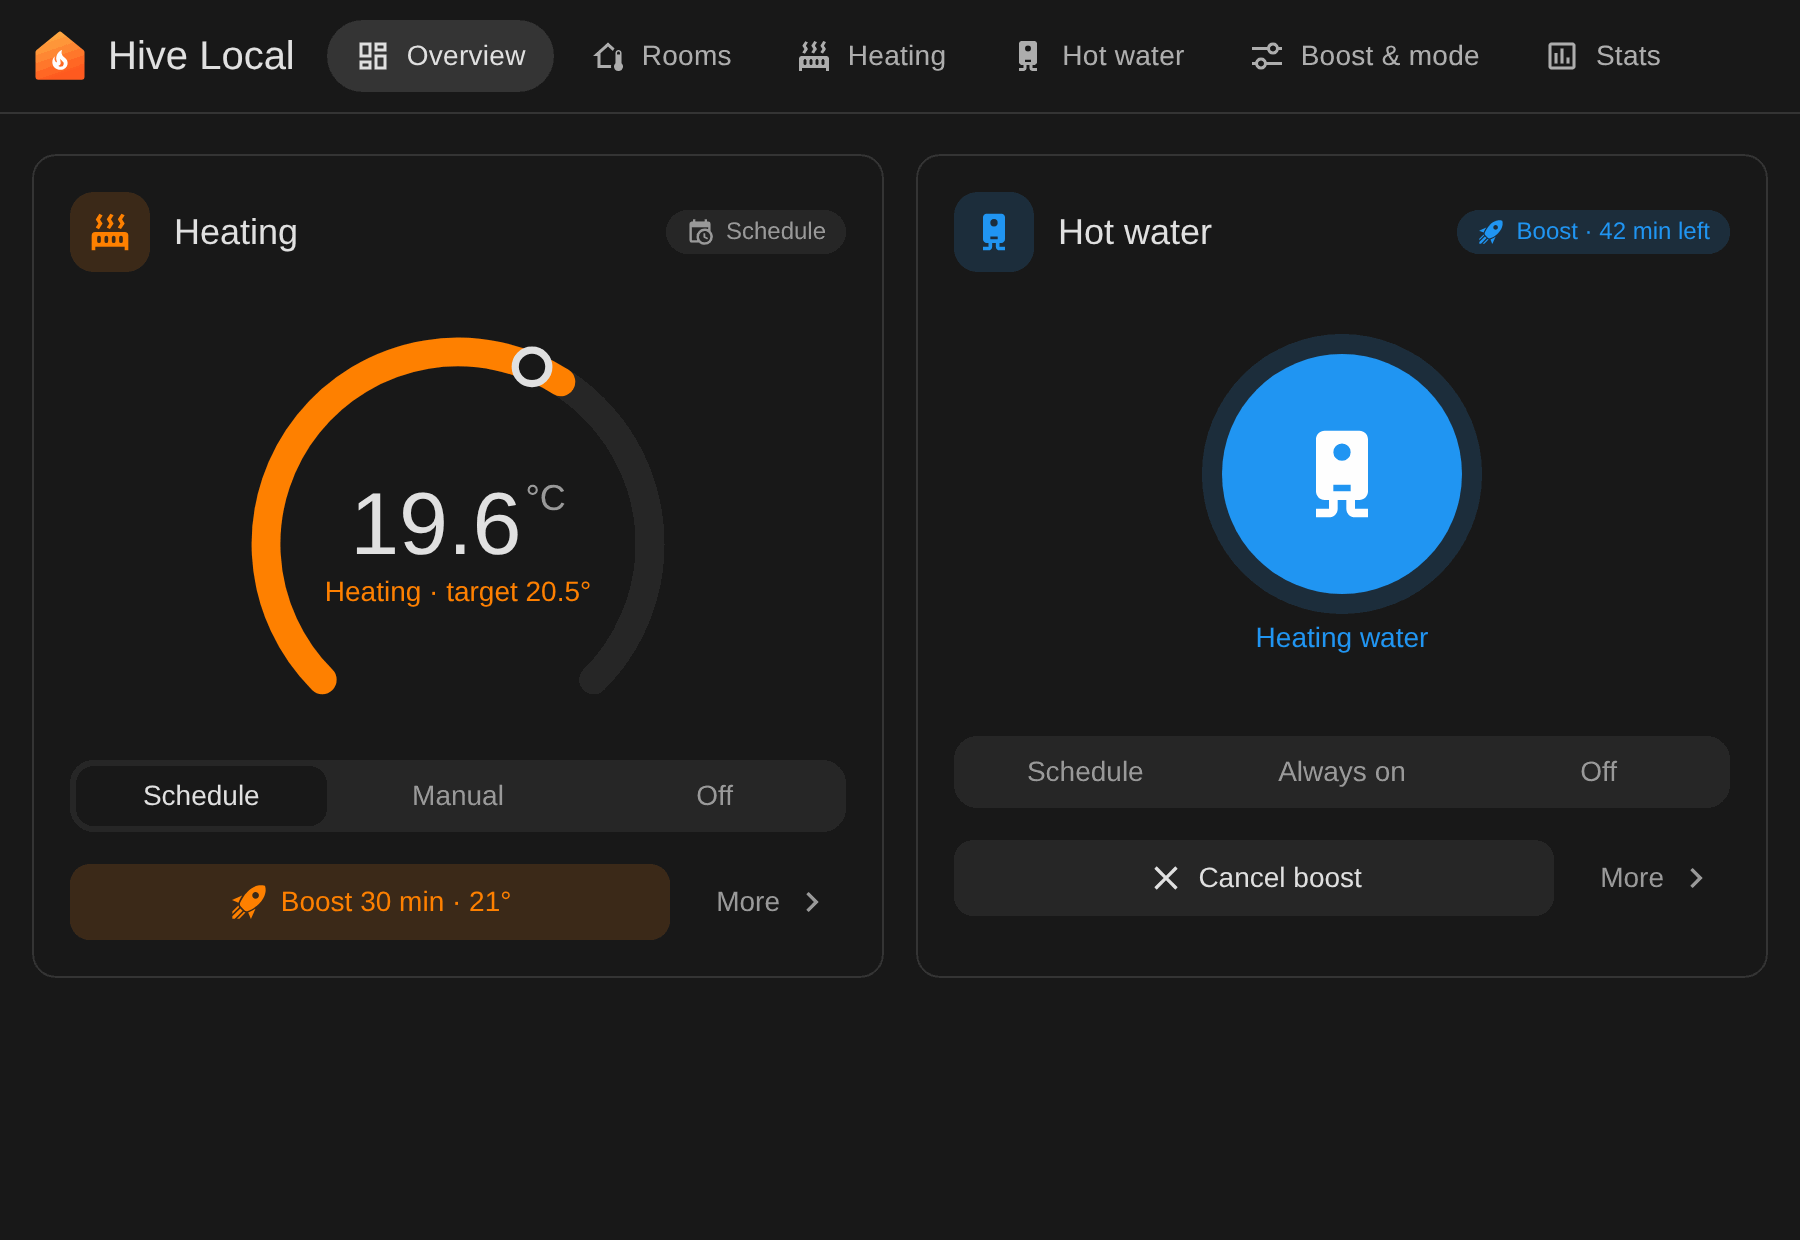 Hive Local
Overview
Rooms
Heating
Hot water
Boost & mode
Stats
Heating
Schedule
19.6 °C
Heating · target 20.5°
Schedule
Manual
Off
Boost 30 min · 21°
More
Hot water
Boost · 42 min left
Heating water
Schedule
Always on
Off
Cancel boost
More